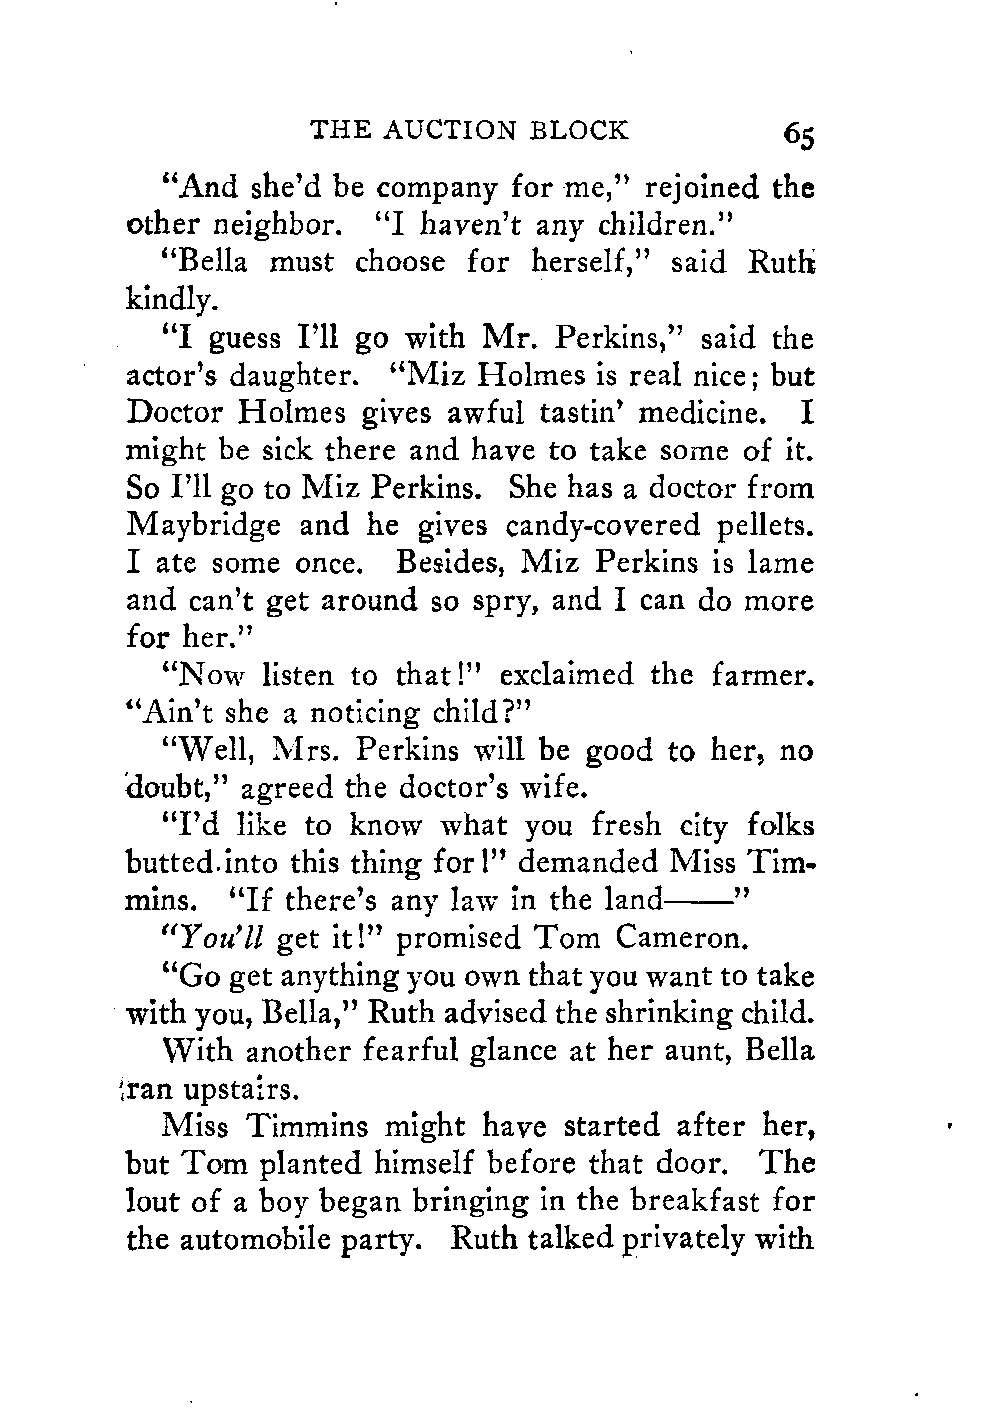 THE AUCTION BLOCK 65
“And she’d be company for me,” rejoined the
other neighbor. “I haven’t any children.”
“Bella must choose for herself,” said Ruth
kindly.
“I guess I’ll go with Mr. Perkins,” said the
actor’s daughter. “Miz Holmes is real nice; but
Doctor Holmes gives awful tastin’ medicine. I
might be sick there and have to take some of it.
So I’ll go to Miz Perkins. She has a doctor from
Maybridge and he gives candy-covered pellets.
I ate some once. Besides, Miz Perkins is lame
and can’t get around so spry, and I can do more
for her.”
“Now listen to that!” exclaimed the farmer.
“Ain’t she a noticing child?”
“Well, Mrs. Perkins will be good to her, no
doubt,” agreed the doctor’s wife.
“I’d like to know what you fresh city folks
butted into this thing for!” demanded Miss Tim-
mins. “If there’s any law in the land——”
“You’ll get it!” promised Tom Cameron.
“Go get anything you own that you want to take
with you, Bella,” Ruth advised the shrinking child.
With another fearful glance at her aunt, Bella
ran upstairs.
Miss Timmins might have started after her,
but Tom planted himself before that door. The
lout of a boy began bringing in the breakfast for
the automobile party. Ruth talked privately with